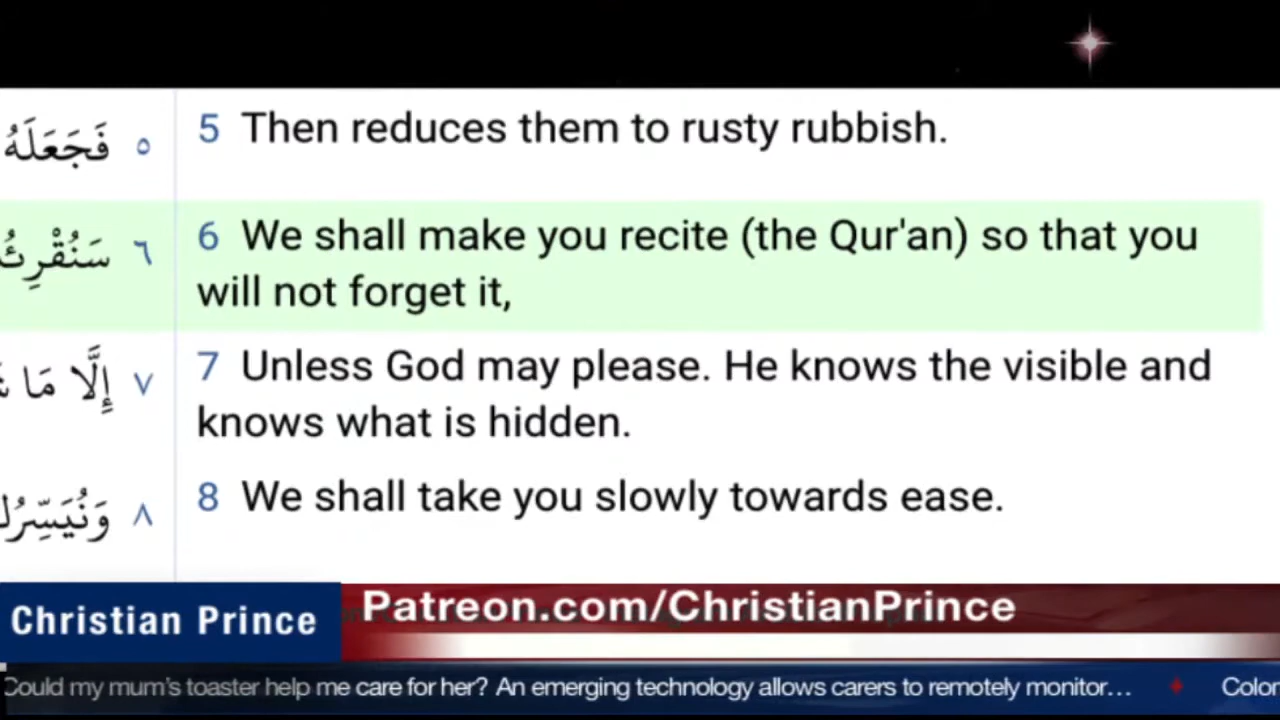 فَجَعَلَهُ ٥
5 Then reduces them to rusty rubbish.
٦
6 We shall make you recite (the Qur'an) so that you
will not forget it,
إِلَّا مَا ٧
7 Unless God may please. He knows the visible and
knows what is hidden.
٨
8 We shall take you slowly towards ease.
Christian Prince
Patreon.com/ChristianPrince
Could my mum's toaster help me care for her? An emerging technology allows carers to remotely monitor…